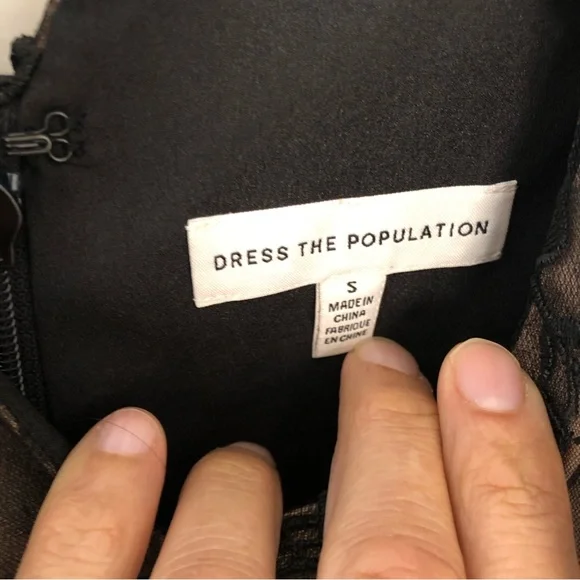 DRESS THE POPULATION
S
MADE IN
CHINA
FABRIQUE
EN CHINE